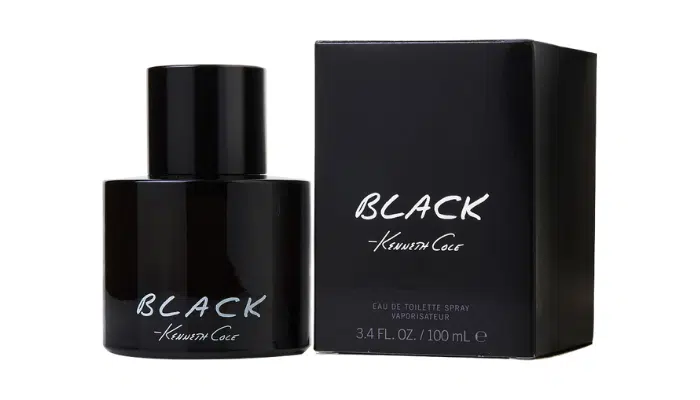 BLACK
-Kenneth Cole
BLACK
-Kenneth Cole
EAU DE TOILETTE SPRAY
VAPORISATEUR
3.4 FL. OZ. / 100 mL ℮